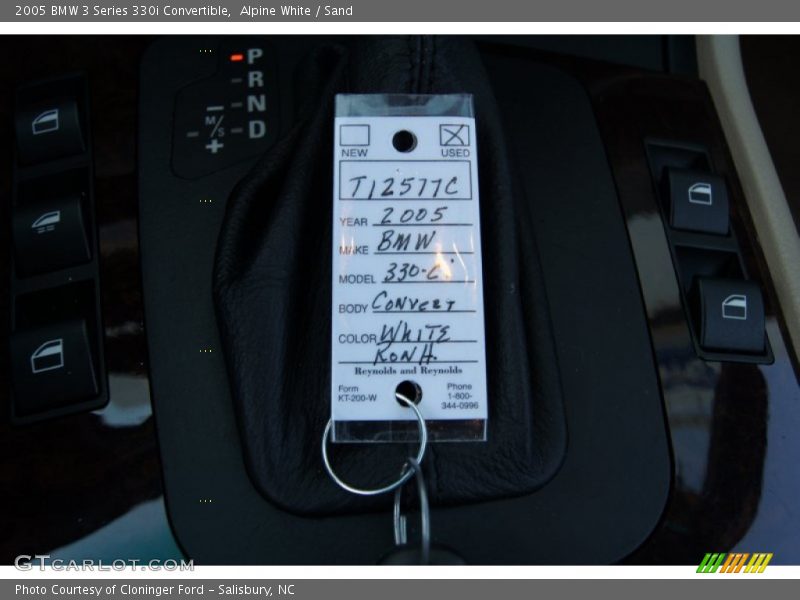 2005 BMW 3 Series 330i Convertible,  Alpine White / Sand
P
R
N
D
M/S
+
NEW
USED
T12577C
YEAR 2005
MAKE BMW
MODEL 330-Ci
BODY CONVERT
COLOR WHITE
RON H.
Reynolds and Reynolds
Form
KT-200-W
Phone
1-800-
344-0996
GTCARLOT.COM
Photo Courtesy of Cloninger Ford – Salisbury, NC